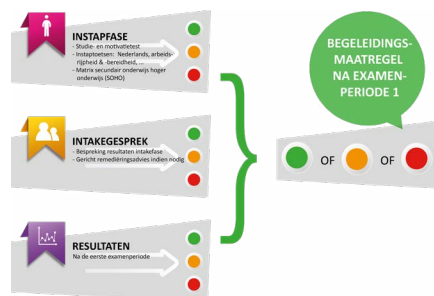 INSTAPFASE
- Studie- en motivatietest
- Instaptoetsen: Nederlands, arbeids-
rijpheid & -bereidheid, ...
- Matrix secundair onderwijs hoger
onderwijs (SOHO)
INTAKEGESPREK
- Bespreking resultaten intakefase
- Gericht remediëringsadvies indien nodig
RESULTATEN
Na de eerste examenperiode
BEGELEIDINGS-
MAATREGEL
NA EXAMEN-
PERIODE 1
OF OF